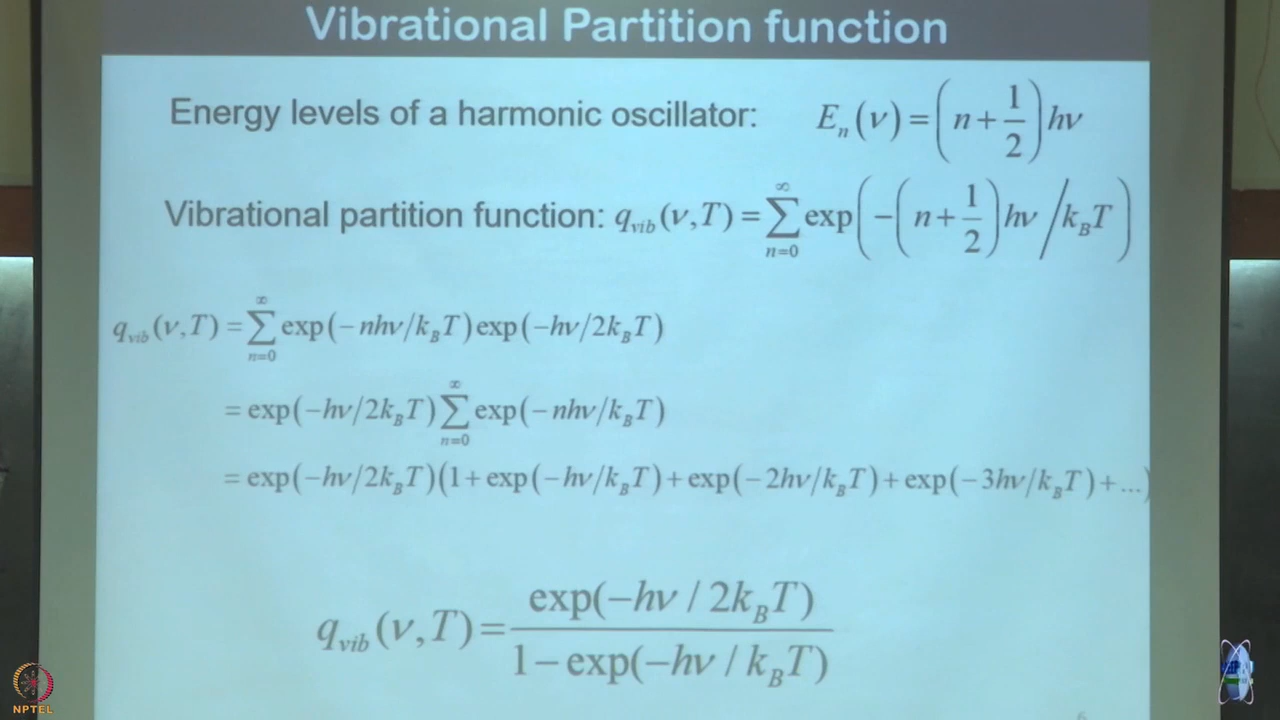 Vibrational Partition function
Energy levels of a harmonic oscillator: E_n(ν) = (n + 1/2) hν
Vibrational partition function: q_vib(ν,T) = ∑_{n=0}^{∞} exp(−(n + 1/2) hν / k_B T)
q_vib(ν,T) = ∑_{n=0}^{∞} exp(−nhν/k_B T) exp(−hν/2k_B T)
= exp(−hν/2k_B T) ∑_{n=0}^{∞} exp(−nhν/k_B T)
= exp(−hν/2k_B T)(1 + exp(−hν/k_B T) + exp(−2hν/k_B T) + exp(−3hν/k_B T) + ...)
q_vib(ν,T) = exp(−hν / 2k_B T) / (1 − exp(−hν / k_B T))
6
NPTEL